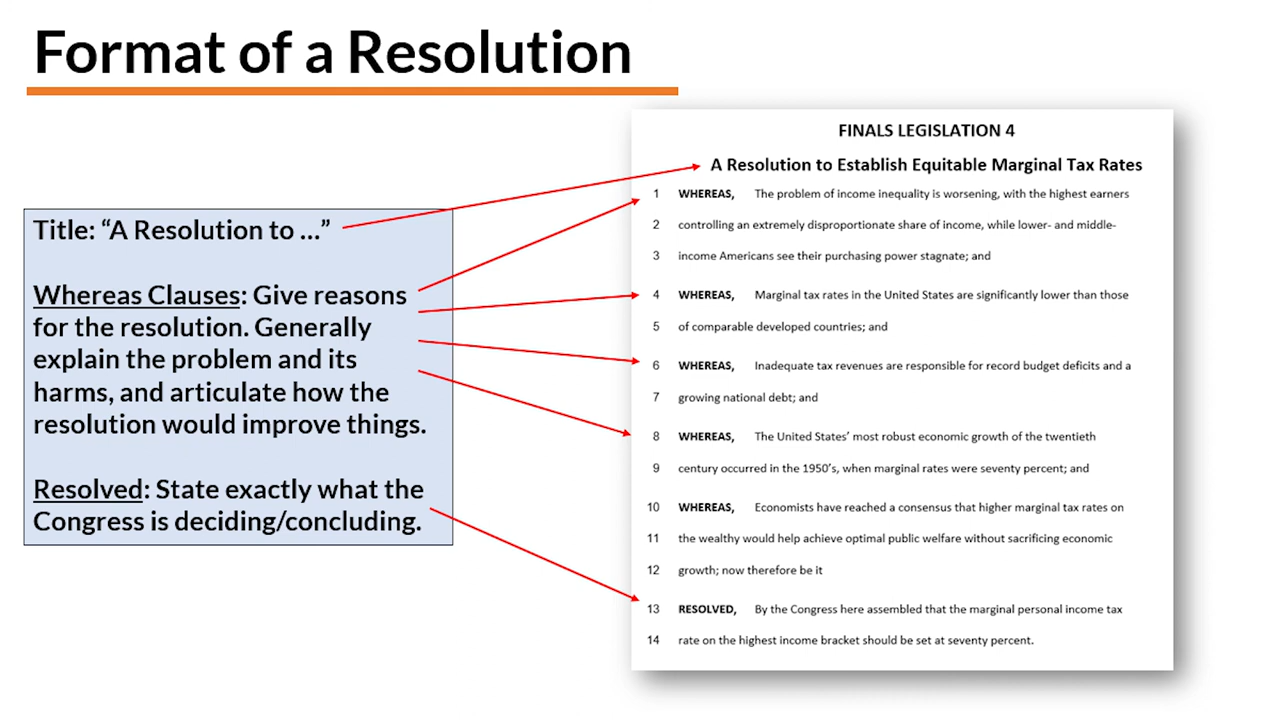 Format of a Resolution
Title: “A Resolution to ...”
Whereas Clauses: Give reasons
for the resolution. Generally
explain the problem and its
harms, and articulate how the
resolution would improve things.
Resolved: State exactly what the
Congress is deciding/concluding.
FINALS LEGISLATION 4
A Resolution to Establish Equitable Marginal Tax Rates
1 WHEREAS, The problem of income inequality is worsening, with the highest earners
2 controlling an extremely disproportionate share of income, while lower- and middle-
3 income Americans see their purchasing power stagnate; and
4 WHEREAS, Marginal tax rates in the United States are significantly lower than those
5 of comparable developed countries; and
6 WHEREAS, Inadequate tax revenues are responsible for record budget deficits and a
7 growing national debt; and
8 WHEREAS, The United States’ most robust economic growth of the twentieth
9 century occurred in the 1950’s, when marginal rates were seventy percent; and
10 WHEREAS, Economists have reached a consensus that higher marginal tax rates on
11 the wealthy would help achieve optimal public welfare without sacrificing economic
12 growth; now therefore be it
13 RESOLVED, By the Congress here assembled that the marginal personal income tax
14 rate on the highest income bracket should be set at seventy percent.